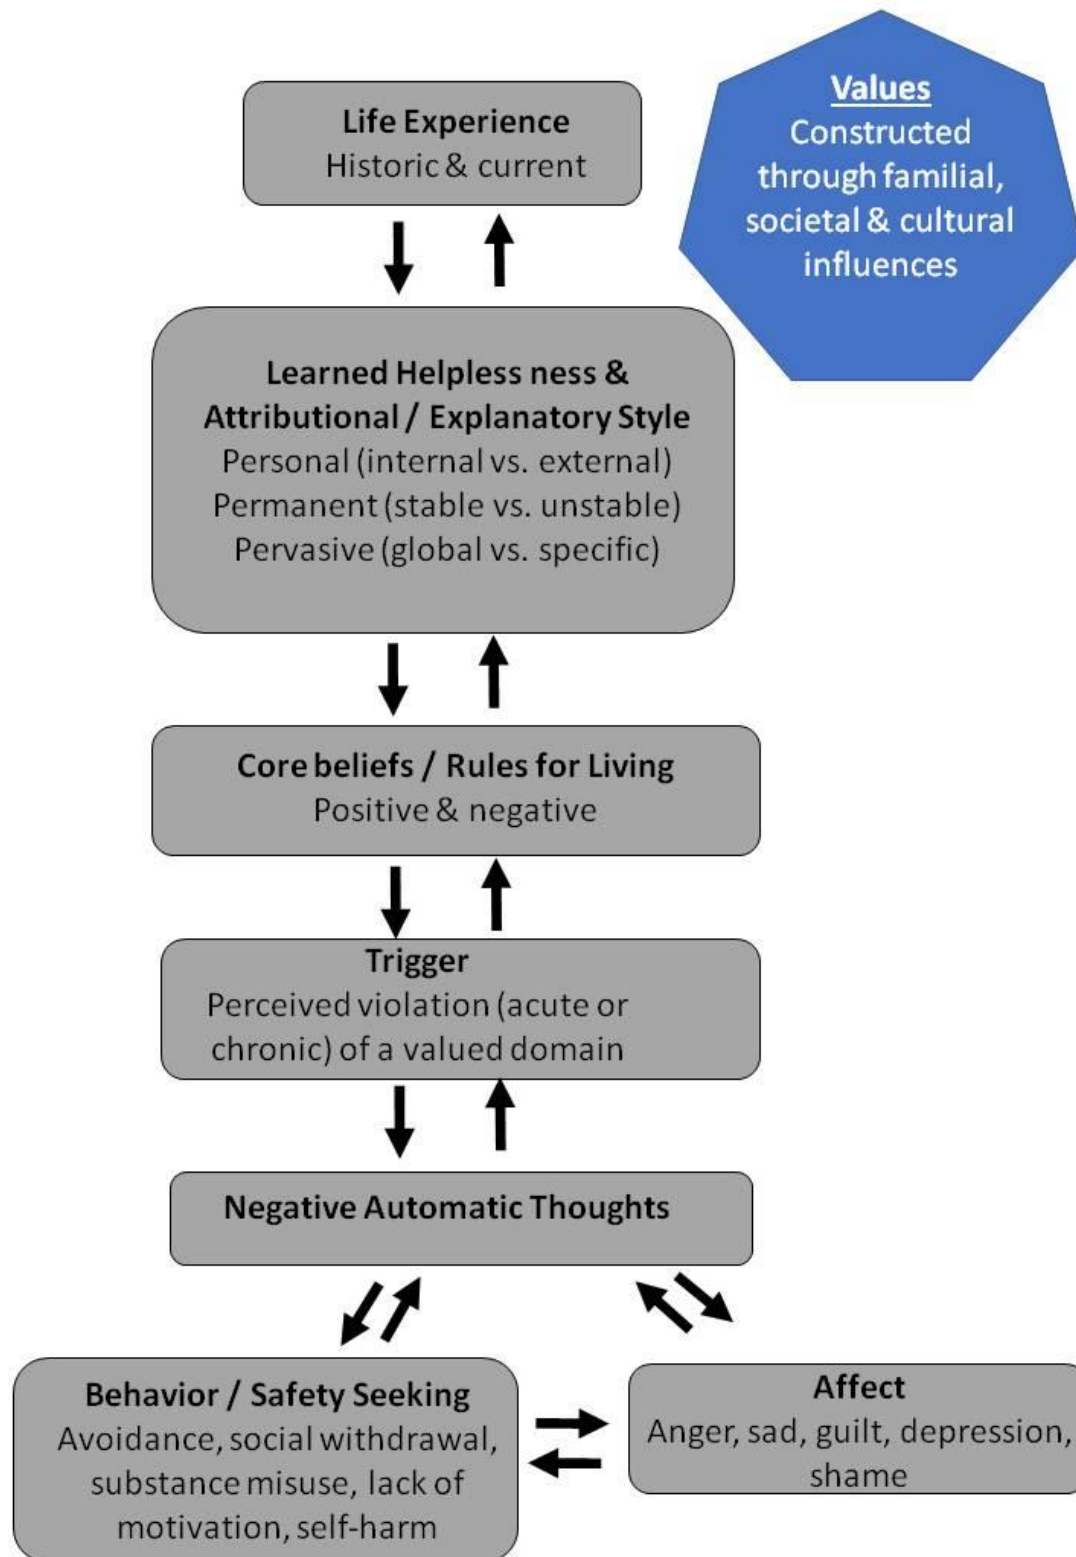 Life Experience
Historic & current
Values
Constructed
through familial,
societal & cultural
influences
Learned Helpless ness &
Attributional / Explanatory Style
Personal (internal vs. external)
Permanent (stable vs. unstable)
Pervasive (global vs. specific)
Core beliefs / Rules for Living
Positive & negative
Trigger
Perceived violation (acute or
chronic) of a valued domain
Negative Automatic Thoughts
Behavior / Safety Seeking
Avoidance, social withdrawal,
substance misuse, lack of
motivation, self-harm
Affect
Anger, sad, guilt, depression,
shame